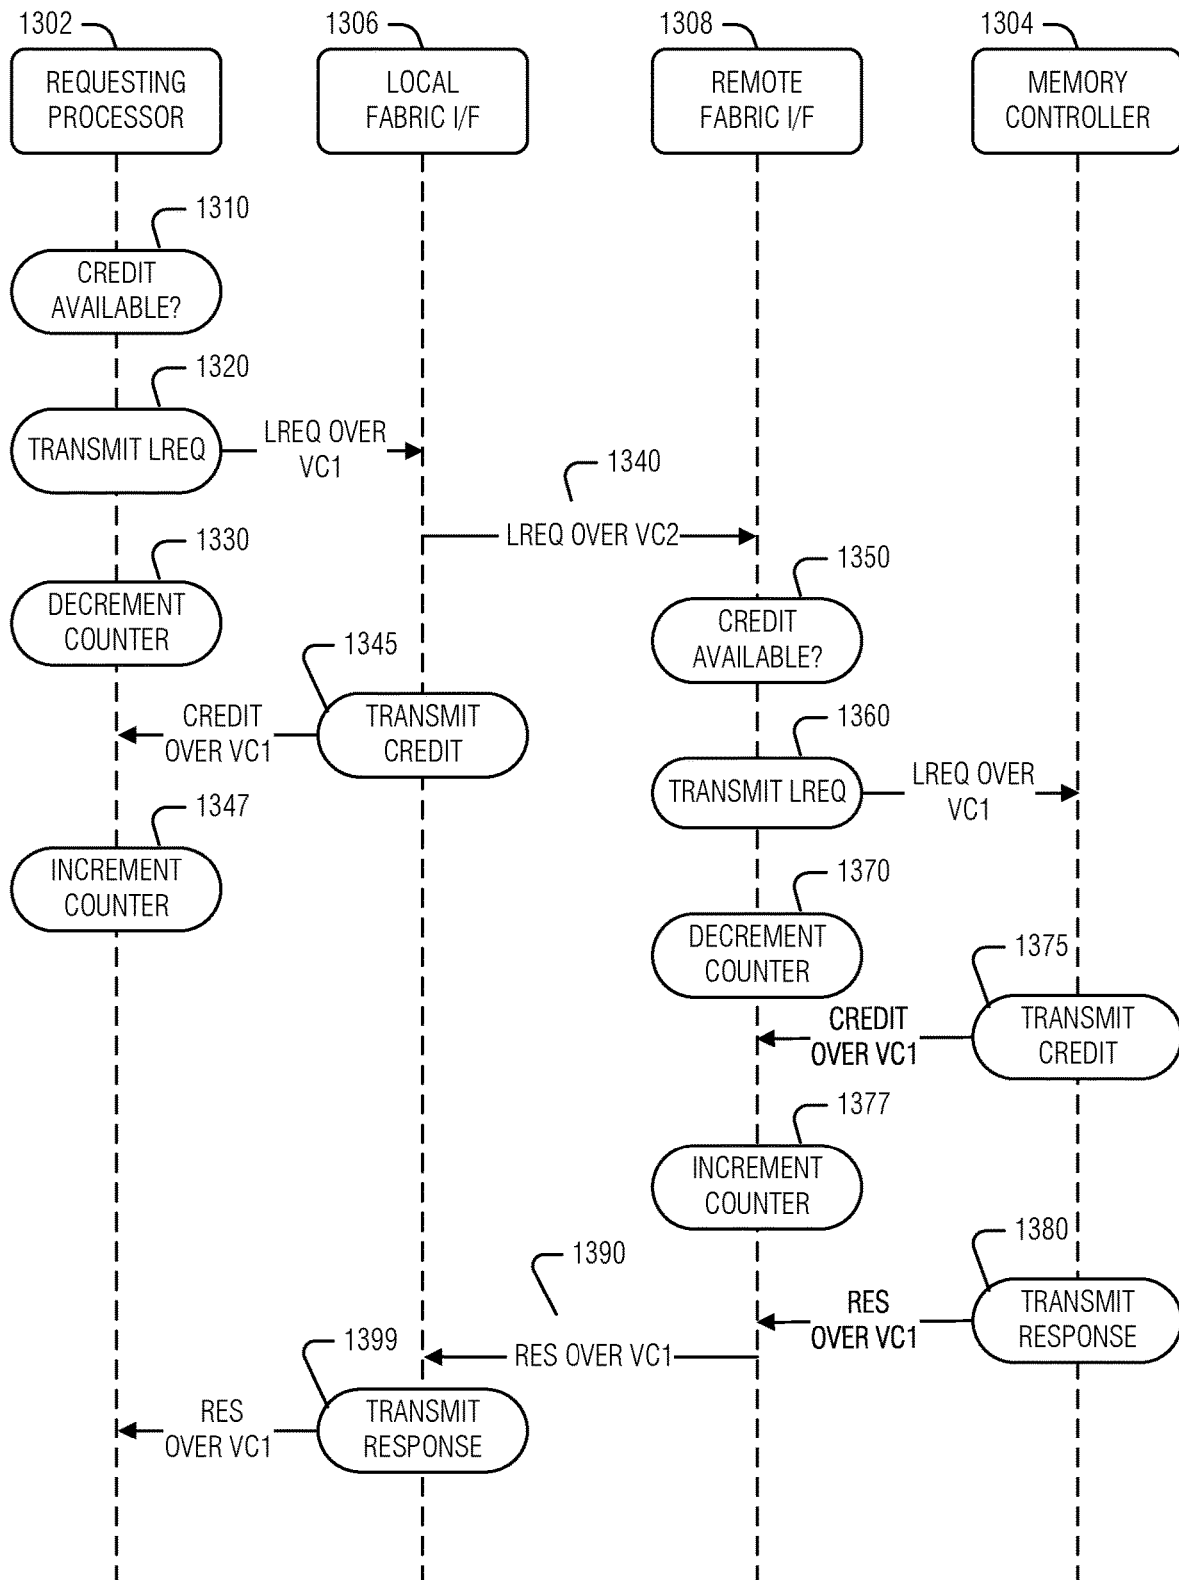 1302
1306
1308
1304
REQUESTING
PROCESSOR
LOCAL
FABRIC I/F
REMOTE
FABRIC I/F
MEMORY
CONTROLLER
1310
CREDIT
AVAILABLE?
1320
TRANSMIT LREQ
LREQ OVER
VC1
1340
LREQ OVER VC2
1330
DECREMENT
COUNTER
1350
CREDIT
AVAILABLE?
1345
TRANSMIT
CREDIT
CREDIT
OVER VC1
1360
TRANSMIT LREQ
LREQ OVER
VC1
1347
INCREMENT
COUNTER
1370
DECREMENT
COUNTER
1375
TRANSMIT
CREDIT
CREDIT
OVER VC1
1377
INCREMENT
COUNTER
1380
TRANSMIT
RESPONSE
RES
OVER VC1
1390
RES OVER VC1
1399
TRANSMIT
RESPONSE
RES
OVER VC1